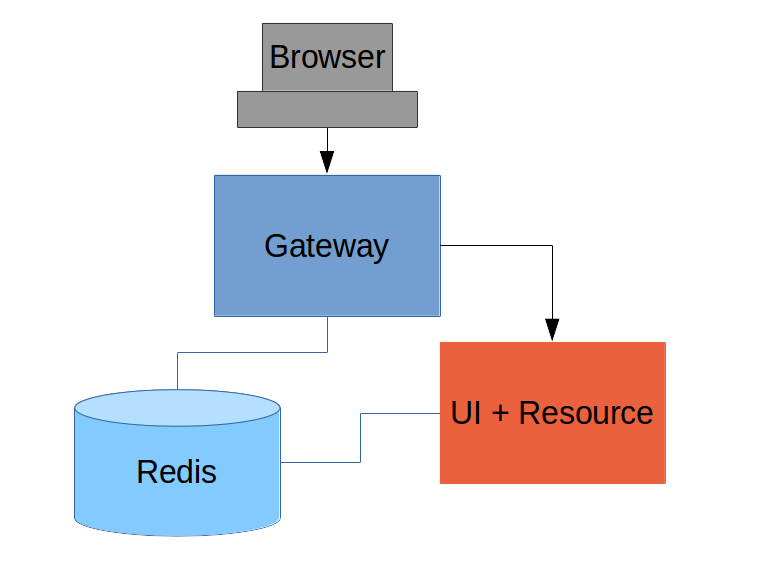 Browser
Gateway
UI + Resource
Redis